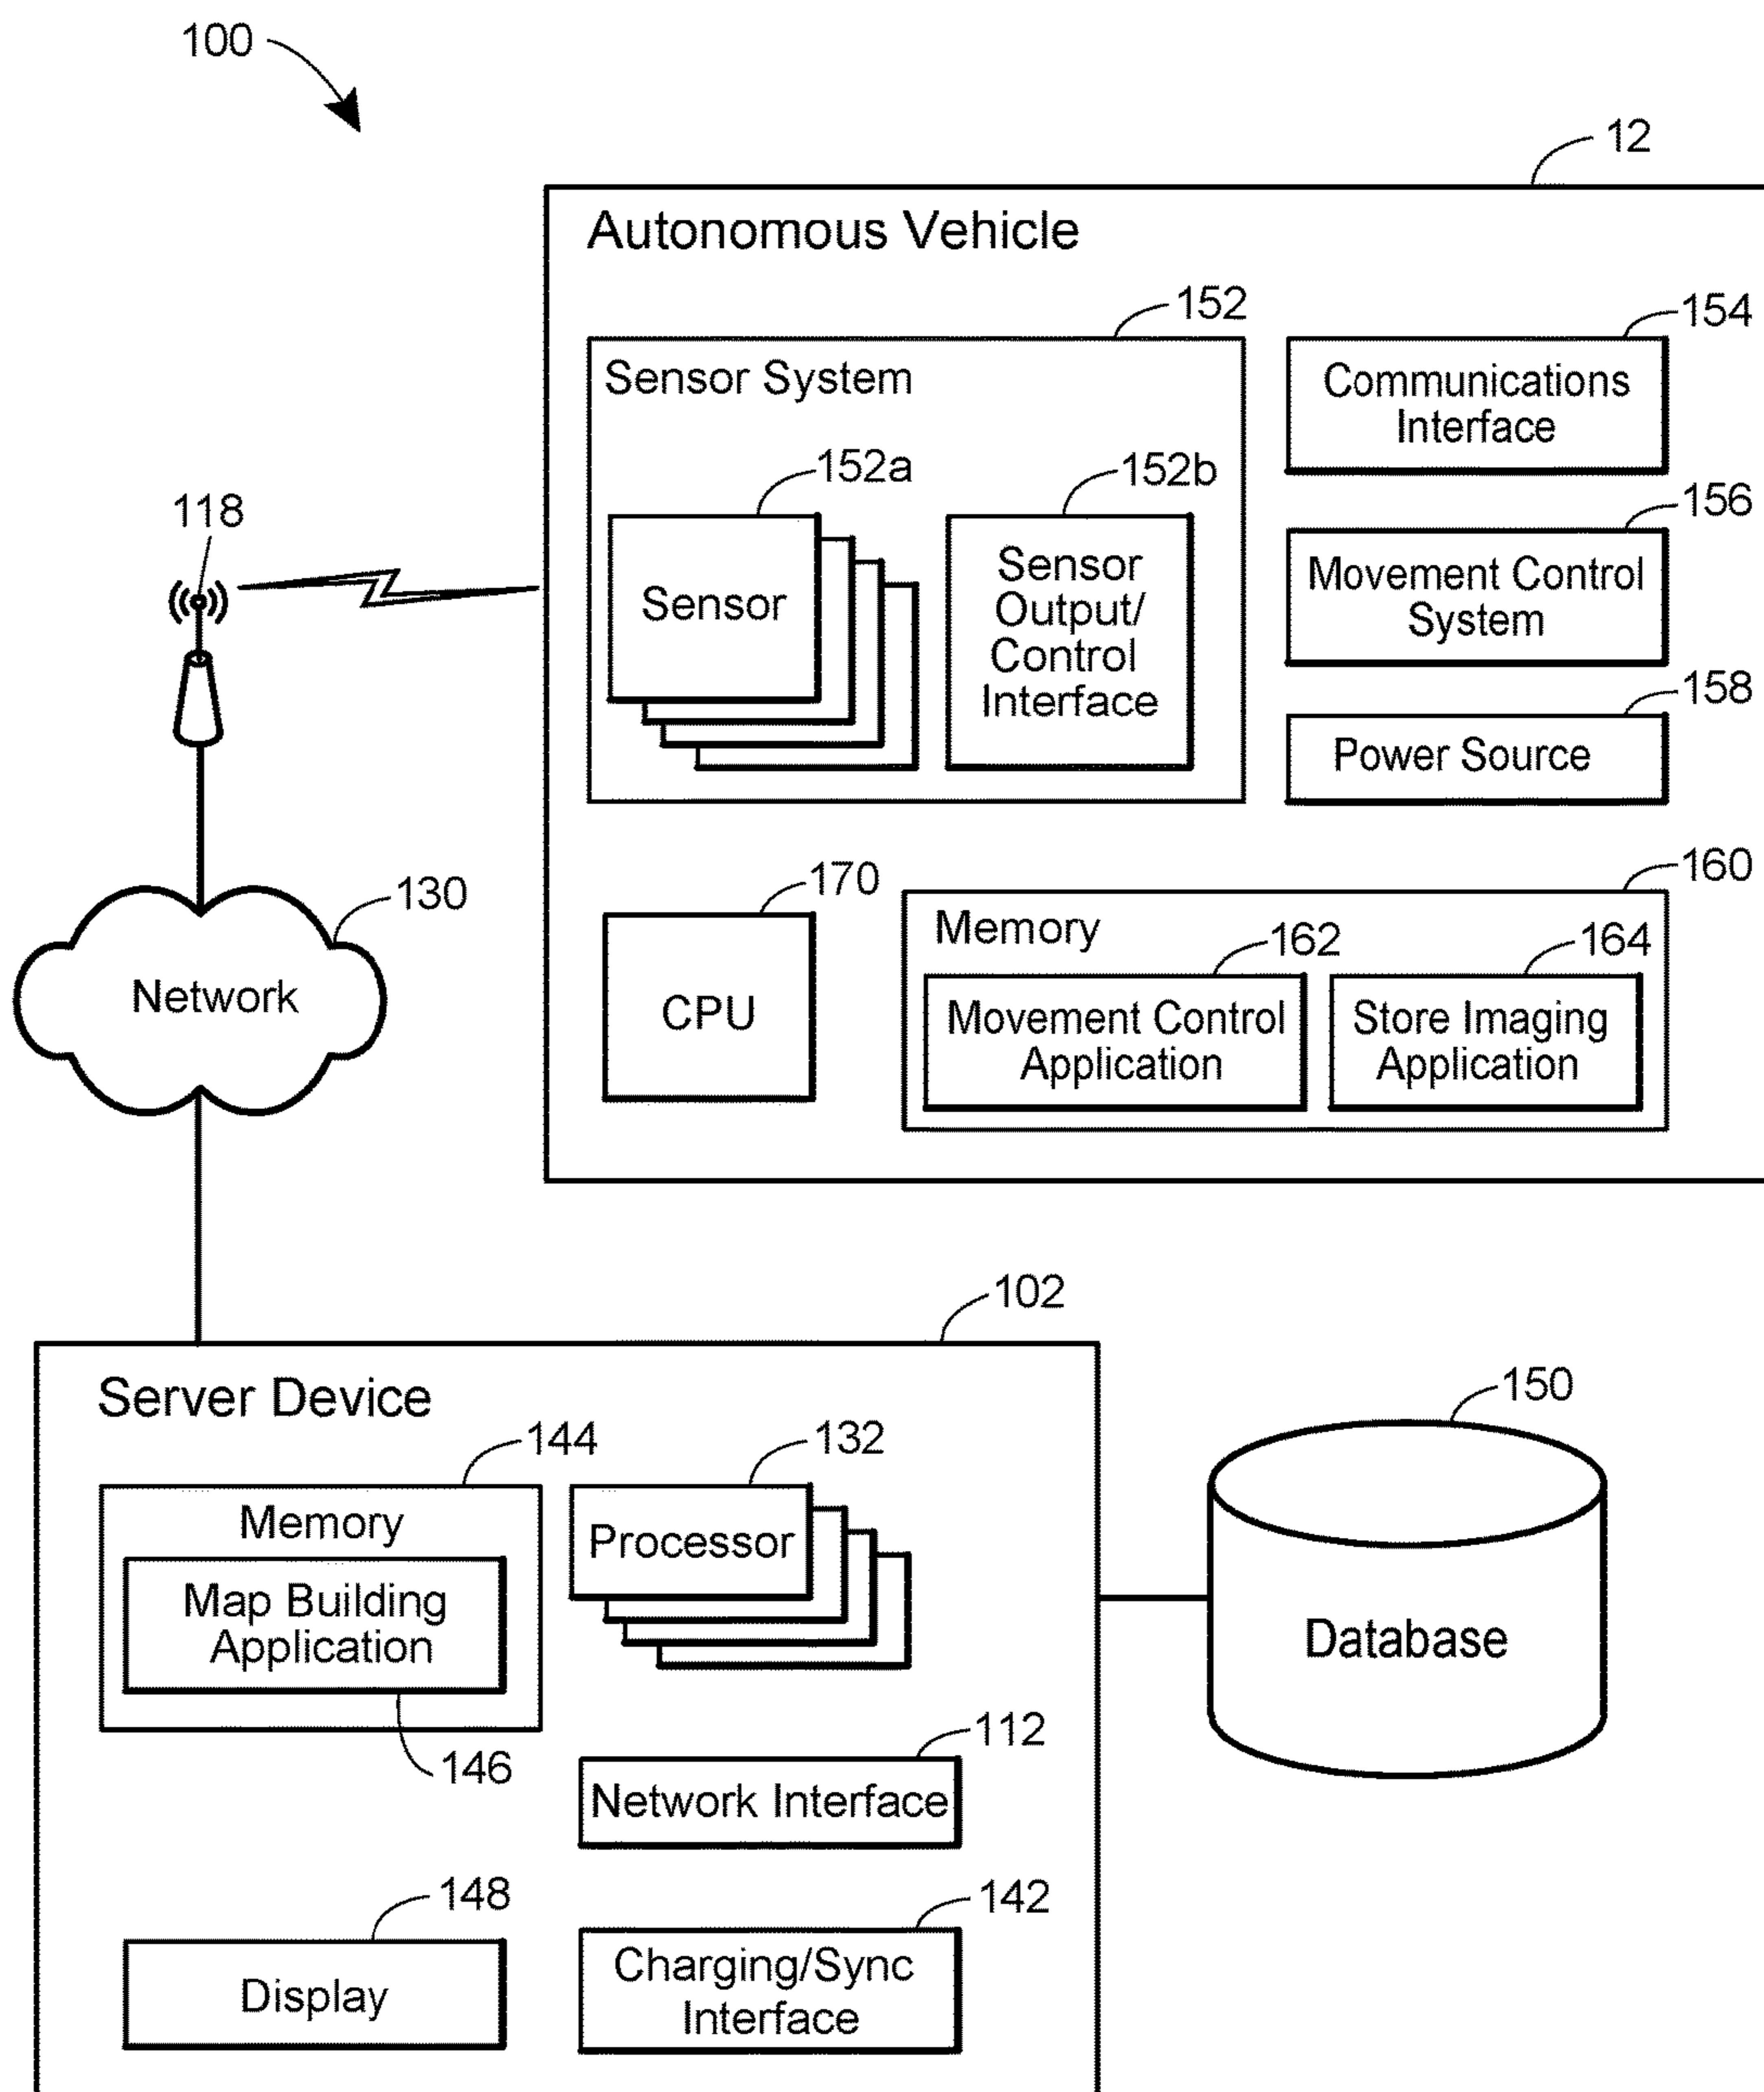 100
12
Autonomous Vehicle
152
154
Sensor System
Communications
Interface
152a
152b
118
156
Sensor
Sensor
Output/
Control
Interface
Movement Control
System
158
Power Source
130
170
160
Network
CPU
Memory
162
164
Movement Control
Application
Store Imaging
Application
102
Server Device
150
144
132
Memory
Processor
Map Building
Application
Database
146
112
Network Interface
148
142
Display
Charging/Sync
Interface